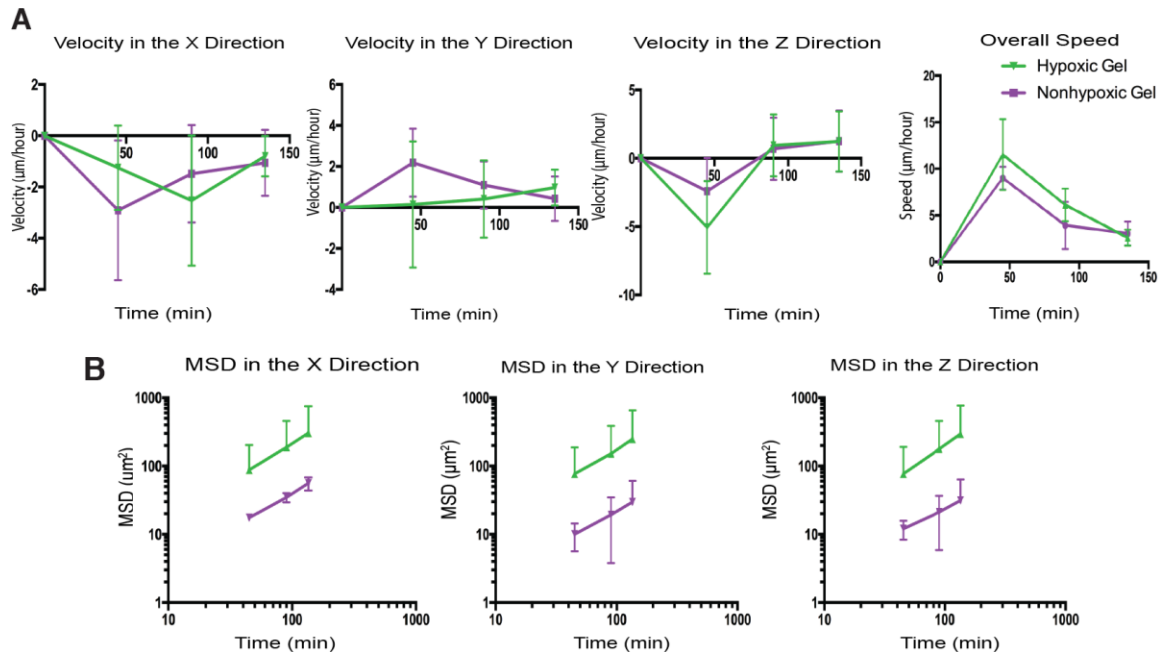 A
Velocity in the X Direction
2
0
-2
-4
-6
50
100
150
Velocity (µm/hour)
Time (min)
Velocity in the Y Direction
6
4
2
0
-2
-4
50
100
150
Velocity (µm/hour)
Time (min)
Velocity in the Z Direction
5
0
-5
-10
50
100
150
Velocity (µm/hour)
Time (min)
Overall Speed
Hypoxic Gel
Nonhypoxic Gel
20
15
10
5
0
0
50
100
150
Speed (µm/hour)
Time (min)
B
MSD in the X Direction
1000
100
10
1
10
100
1000
MSD (um²)
Time (min)
MSD in the Y Direction
1000
100
10
1
10
100
1000
MSD (µm²)
Time (min)
MSD in the Z Direction
1000
100
10
1
10
100
1000
MSD (µm²)
Time (min)